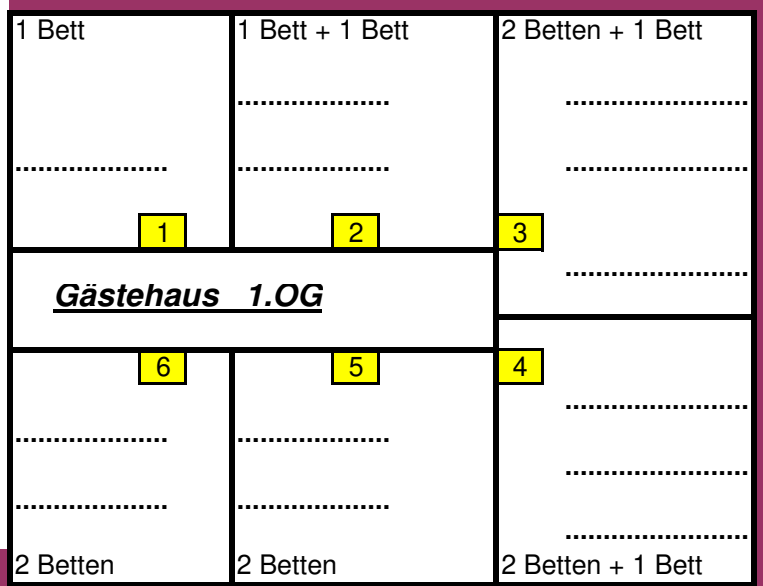 1 Bett
1 Bett + 1 Bett
2 Betten + 1 Bett
....................
........................
....................
....................
........................
1
2
3
........................
Gästehaus 1.OG
6
5
4
........................
....................
....................
........................
....................
....................
........................
2 Betten
2 Betten
2 Betten + 1 Bett